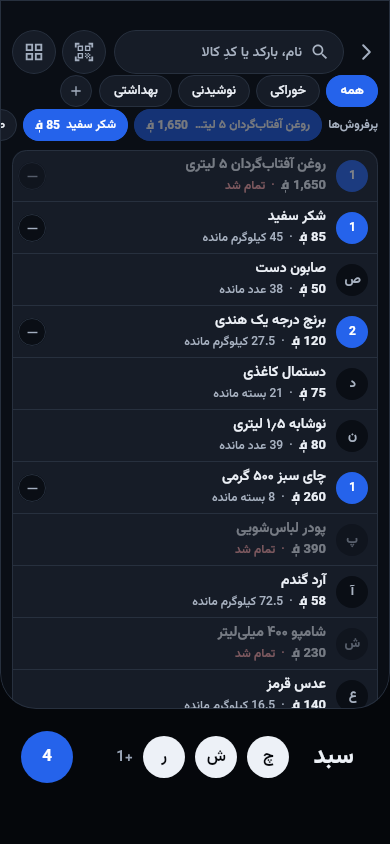 نام، بارکد یا کد کالا
همه خوراکی نوشیدنی بهداشتی +
پرفروش‌ها روغن آفتاب‌گردان ۵ لیتـ… 1,650 ؋ شکر سفید 85 ؋
1 روغن آفتاب‌گردان ۵ لیتری
1,650 ؋ · تمام شد
1 شکر سفید
85 ؋ · 45 کیلوگرم مانده
ص صابون دست
50 ؋ · 38 عدد مانده
2 برنج درجه یک هندی
120 ؋ · 27.5 کیلوگرم مانده
د دستمال کاغذی
75 ؋ · 21 بسته مانده
ن نوشابه ۱٫۵ لیتری
80 ؋ · 39 عدد مانده
1 چای سبز ۵۰۰ گرمی
260 ؋ · 8 بسته مانده
پ پودر لباس‌شویی
390 ؋ · تمام شد
آ آرد گندم
58 ؋ · 72.5 کیلوگرم مانده
ش شامپو ۴۰۰ میلی‌لیتر
230 ؋ · تمام شد
ع عدس قرمز
140 ؋ · 16.5 کیلوگرم مانده
سبد چ ش ر +1 4